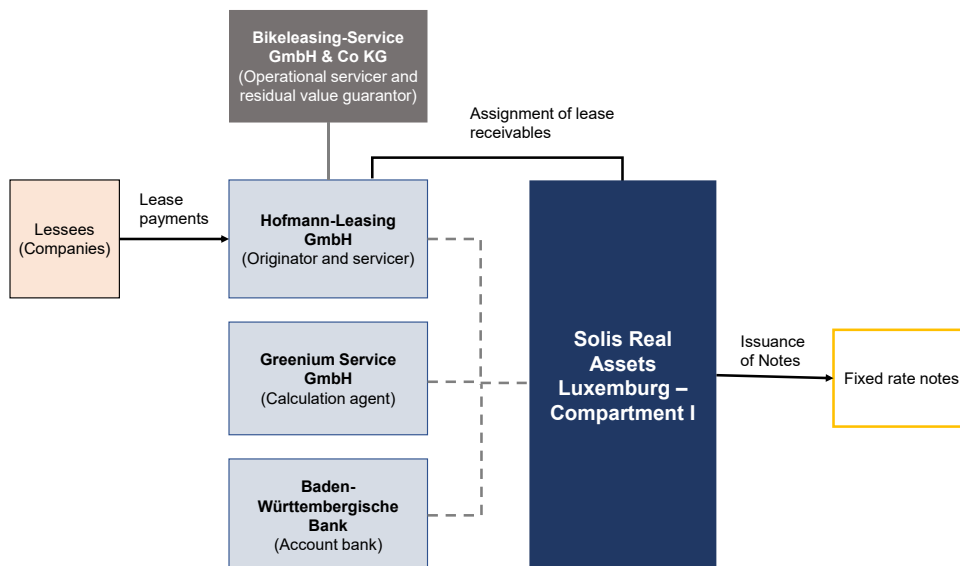 Bikeleasing-Service
GmbH & Co KG
(Operational servicer and
residual value guarantor)
Assignment of lease
receivables
Lessees
(Companies)
Lease
payments
Hofmann-Leasing
GmbH
(Originator and servicer)
Greenium Service
GmbH
(Calculation agent)
Baden-
Württembergische
Bank
(Account bank)
Solis Real
Assets
Luxemburg –
Compartment I
Issuance
of Notes
Fixed rate notes